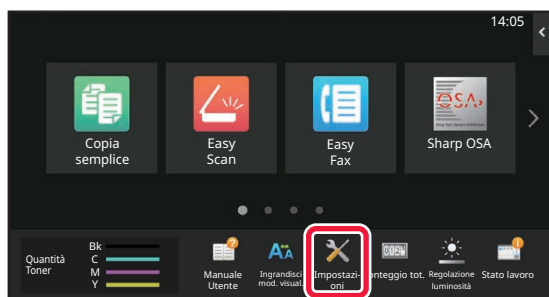 14:05
Copia
semplice
Easy
Scan
Easy
Fax
Sharp OSA
Quantità
Toner
Bk
C
M
Y
Manuale
Utente
Ingrandisci
mod. visual.
Impostazi-
oni
onteggio tot.
Regolazione
luminosità
Stato lavoro